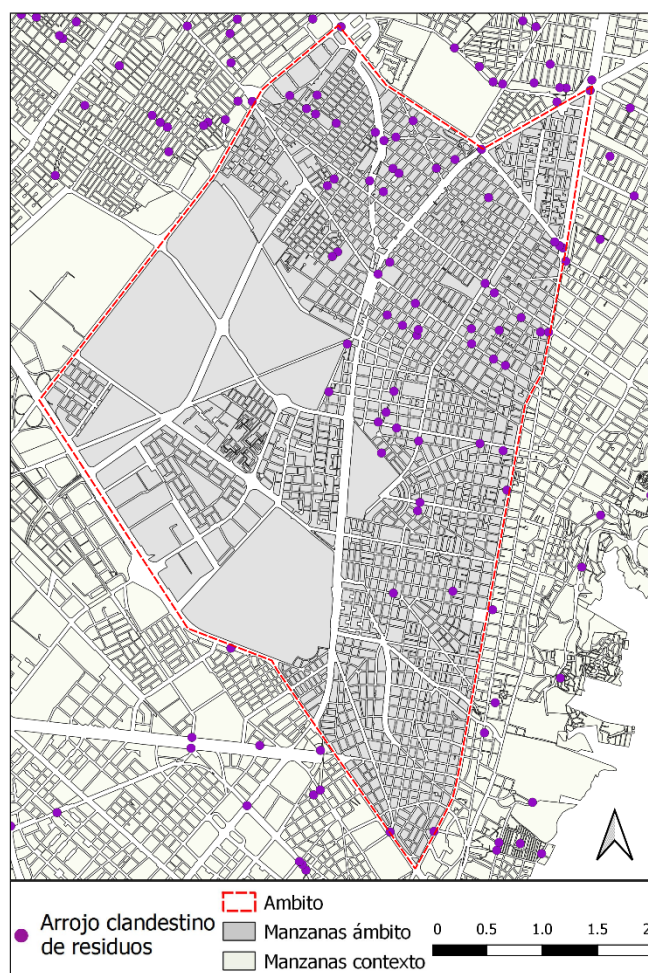 Ambito
Arrojo clandestino
de residuos
Manzanas ámbito
Manzanas contexto
0 0.5 1.0 1.5 2